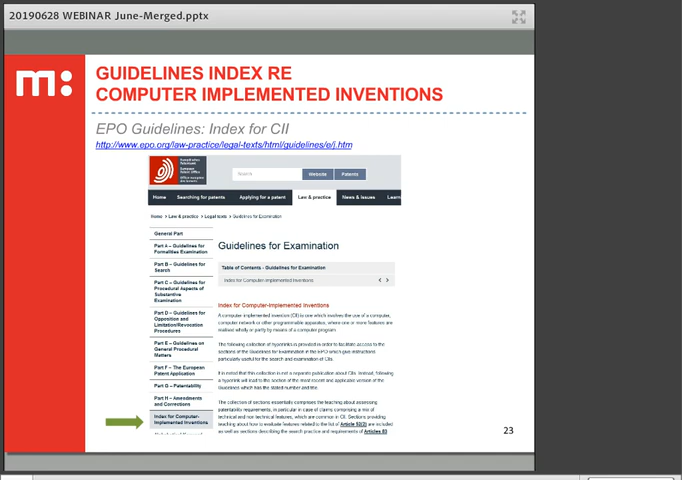 20190628 WEBINAR June-Merged.pptx
m:
GUIDELINES INDEX RE
COMPUTER IMPLEMENTED INVENTIONS
EPO Guidelines: Index for CII
http://www.epo.org/law-practice/legal-texts/html/guidelines/e/j.htm
Search
Website
Patents
Home
Searching for patents
Applying for a patent
Law & practice
News & issues
Learn
Home > Law & practice > Legal texts > Guidelines for Examination
General Part
Part A – Guidelines for
Formalities Examination
Part B – Guidelines for
Search
Part C – Guidelines for
Procedural Aspects of
Substantive
Examination
Part D – Guidelines for
Opposition and
Limitation/Revocation
Procedures
Part E – Guidelines on
General Procedural
Matters
Part F – The European
Patent Application
Part G – Patentability
Part H – Amendments
and Corrections
Index for Computer-
Implemented Inventions
Guidelines for Examination
Table of Contents - Guidelines for Examination
Index for Computer-Implemented Inventions
Index for Computer-Implemented Inventions
A computer-implemented invention (CII) is one which involves the use of a computer,
computer network or other programmable apparatus, where one or more features are
realised wholly or partly by means of a computer program.
The following collection of hyperlinks is provided in order to facilitate access to the
sections of the Guidelines for Examination in the EPO which give instructions
particularly useful for the search and examination of CII.
It is noted that this collection is not a separate publication about CIIs. Instead, following
a hyperlink will lead to the section of the most recent and applicable version of the
Guidelines which has the stated number and title.
The collection of sections essentially comprises the teaching about assessing
patentability requirements, in particular in case of claims comprising a mix of
technical and non-technical features, which are common in CII. Sections providing
teaching about how to evaluate features related to the list of Article 52(2) are included
as well as sections describing the search practice and requirements of Articles 83
23